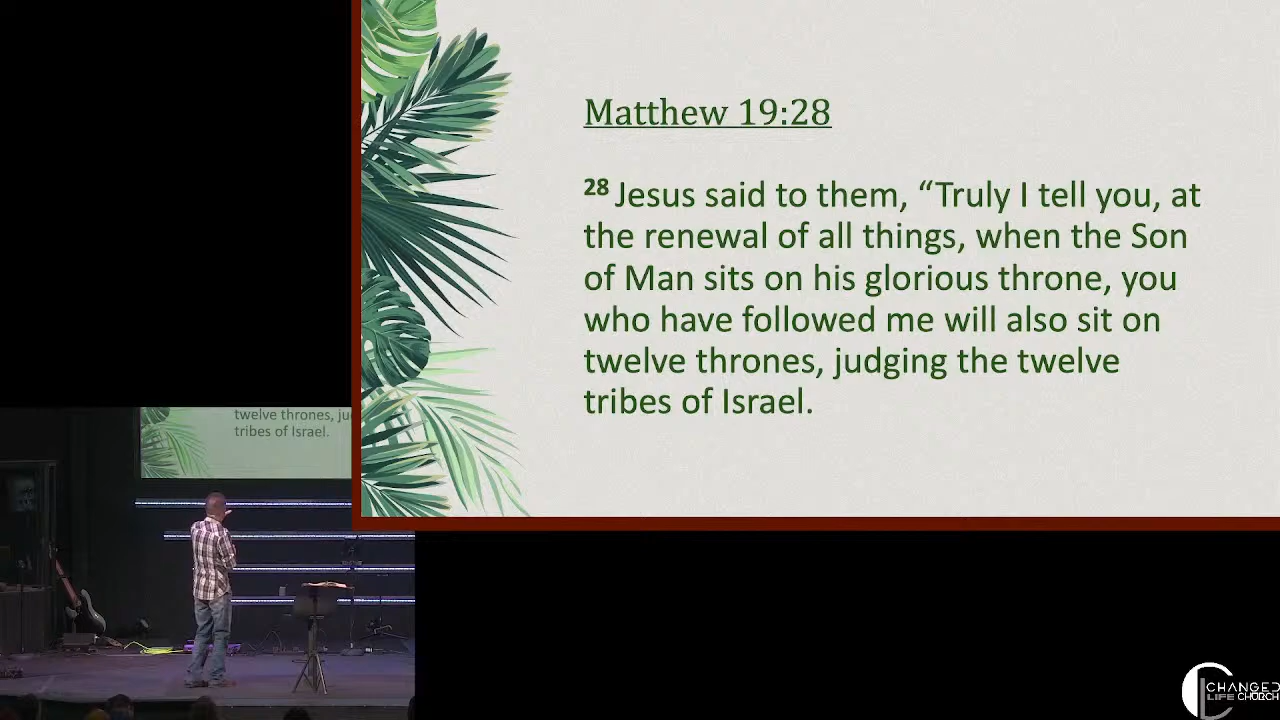 Matthew 19:28
28 Jesus said to them, “Truly I tell you, at
the renewal of all things, when the Son
of Man sits on his glorious throne, you
who have followed me will also sit on
twelve thrones, judging the twelve
tribes of Israel.
twelve thrones, ju
tribes of Israel.
CHANGED
LIFE CHURCH